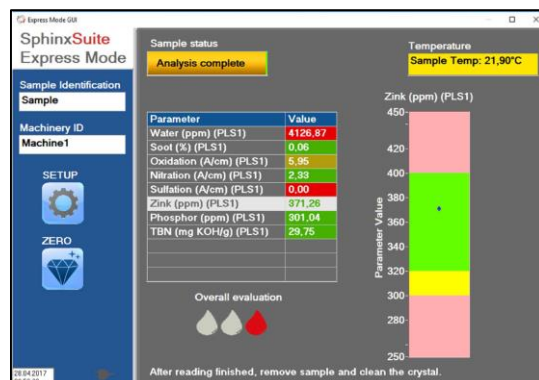 Express Mode GUI
SphinxSuite
Express Mode
Sample Identification
Sample
Machinery ID
Machine1
SETUP
ZERO
28.04.2017
Sample status
Analysis complete
Temperature
Sample Temp: 21,90°C
Parameter Value
Water (ppm) (PLS1) 4126,87
Soot (%) (PLS1) 0,06
Oxidation (A/cm) (PLS1) 5,95
Nitration (A/cm) (PLS1) 2,33
Sulfation (A/cm) (PLS1) 0,00
Zink (ppm) (PLS1) 371,26
Phosphor (ppm) (PLS1) 301,04
TBN (mg KOH/g) (PLS1) 29,75
Overall evaluation
Zink (ppm) (PLS1)
Parameter Value
450
420
400
380
360
340
320
300
280
250
After reading finished, remove sample and clean the crystal.